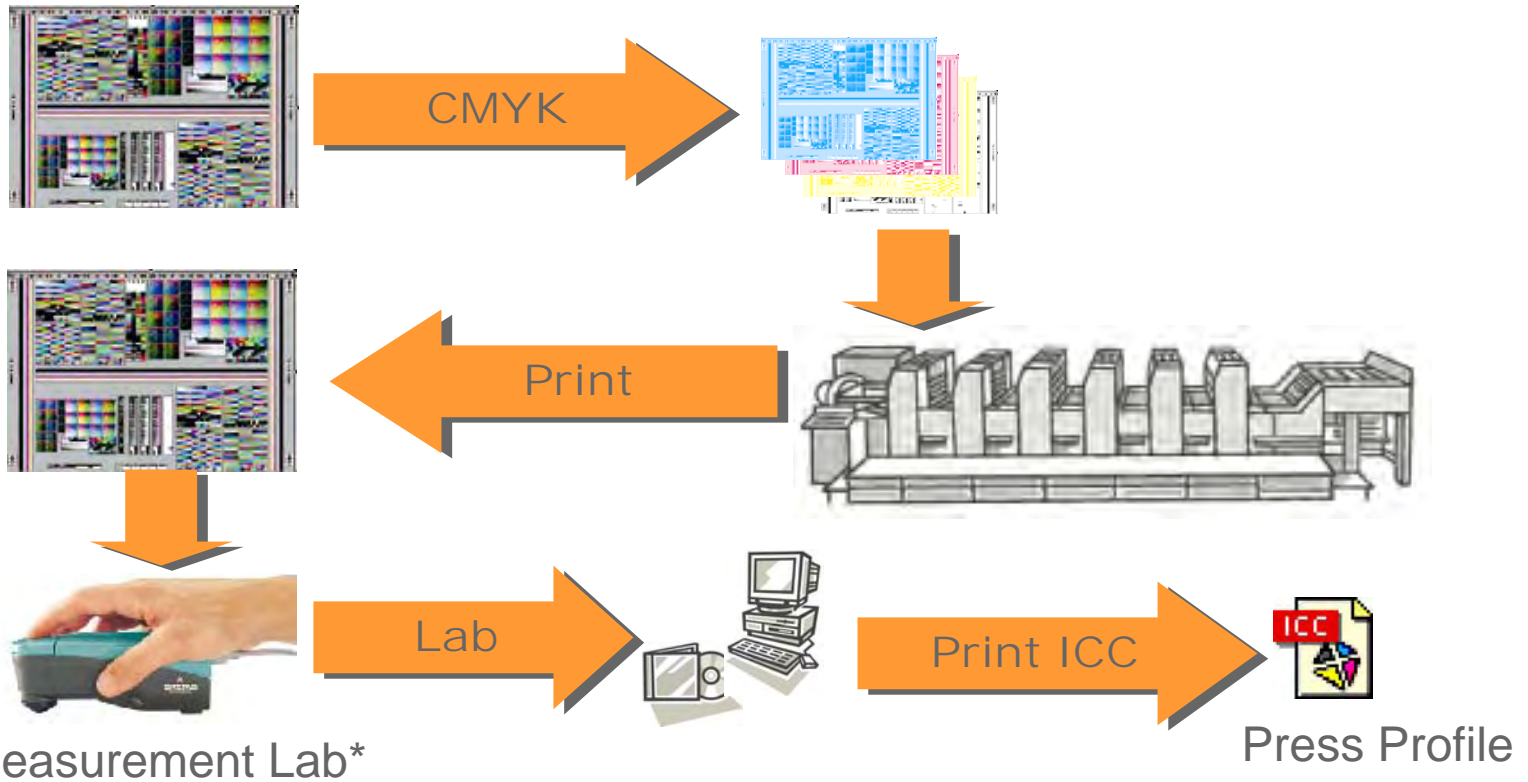 CMYK
Print
Lab
Print ICC
ICC
Press Profile
easurement Lab*